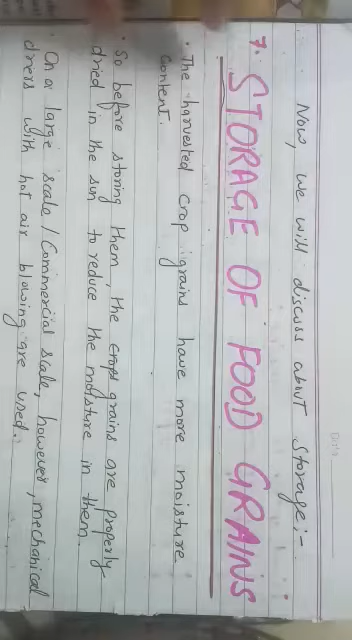 Date
Now, we will discuss about storage:-
7. STORAGE OF FOOD GRAINS
• The harvested crop grains have more moisture
content.
• So before storing them, the grains are properly
dried in the sun to reduce the moisture in them.
• On a large scale / Commercial scale, however, mechanical
driers with hot air blowing are used.